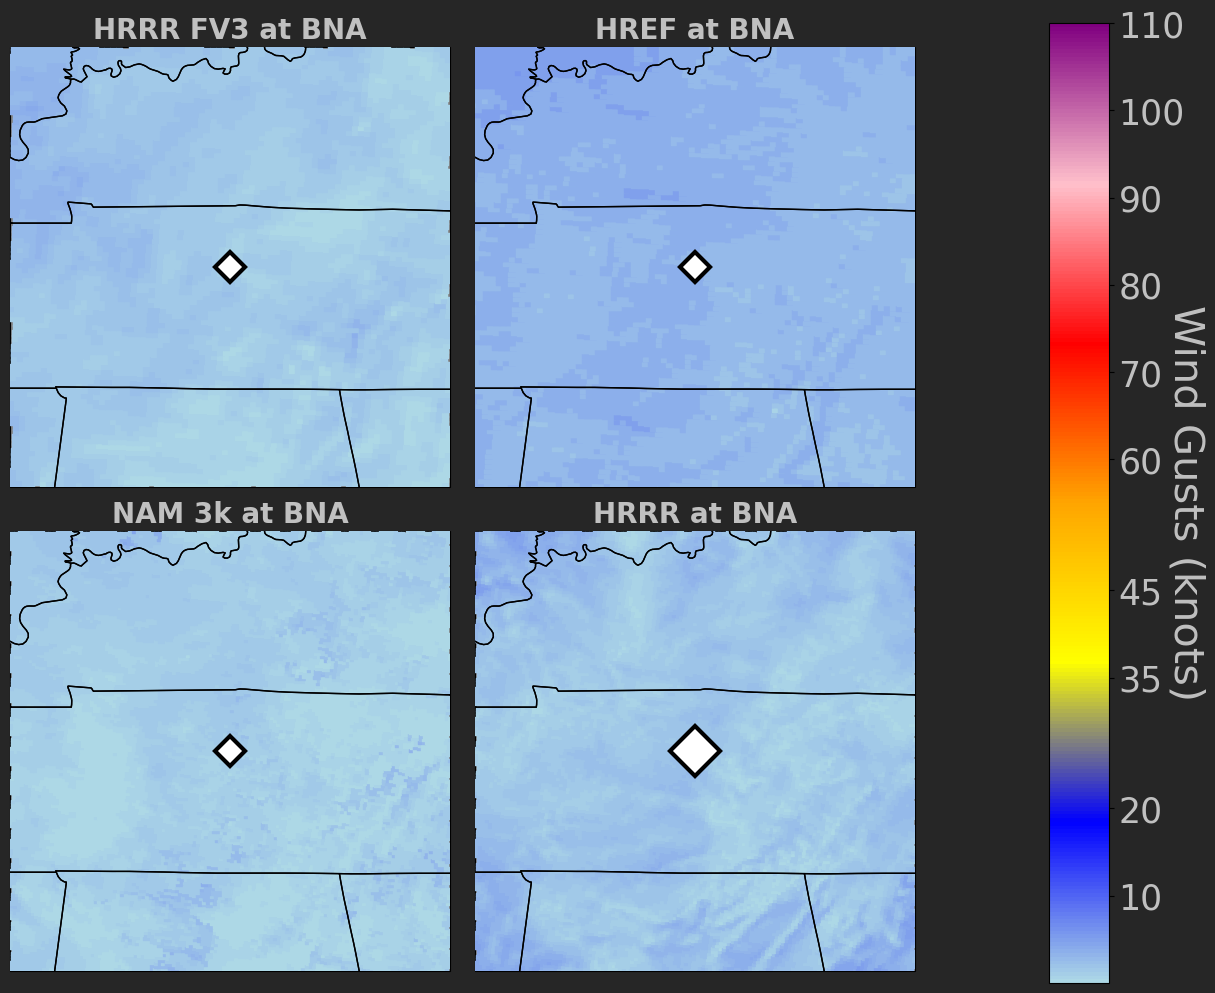 HRRR FV3 at BNA
HREF at BNA
NAM 3k at BNA
HRRR at BNA
110
100
90
80
70
60
45
35
20
10
Wind Gusts (knots)